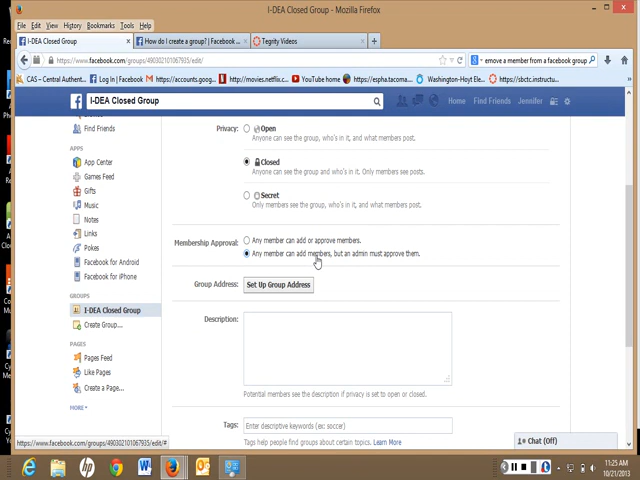 I-DEA Closed Group - Mozilla Firefox
File Edit View History Bookmarks Tools Help
I-DEA Closed Group
How do I create a group? | Facebook ...
Tegrity Videos
https://www.facebook.com/groups/490302101067935/edit/
emove a member from a facebook group
CAS – Central Authent...
Log In | Facebook
https://accounts.goog...
http://movies.netflix.c...
YouTube home
https://espha.tacoma...
Washington-Hoyt Ele...
https://sbctc.instructu...
I-DEA Closed Group
Home Find Friends Jennifer
Find Friends
APPS
App Center
Games Feed
Gifts
Music
Notes
Links
Pokes
Facebook for Android
Facebook for iPhone
GROUPS
I-DEA Closed Group
Create Group...
PAGES
Pages Feed
Like Pages
Create a Page...
MORE
Privacy: Open
Anyone can see the group, who's in it, and what members post.
Closed
Anyone can see the group and who's in it. Only members see posts.
Secret
Only members see the group, who's in it, and what members post.
Membership Approval: Any member can add or approve members.
Any member can add members, but an admin must approve them.
Group Address: Set Up Group Address
Description:
Potential members see the description if privacy is set to open or closed.
Tags: Enter descriptive keywords (ex: soccer)
Tags help people find groups about certain topics. Learn More
Chat (Off)
https://www.facebook.com/groups/490302101067935/edit/#
11:25 AM
10/21/2013